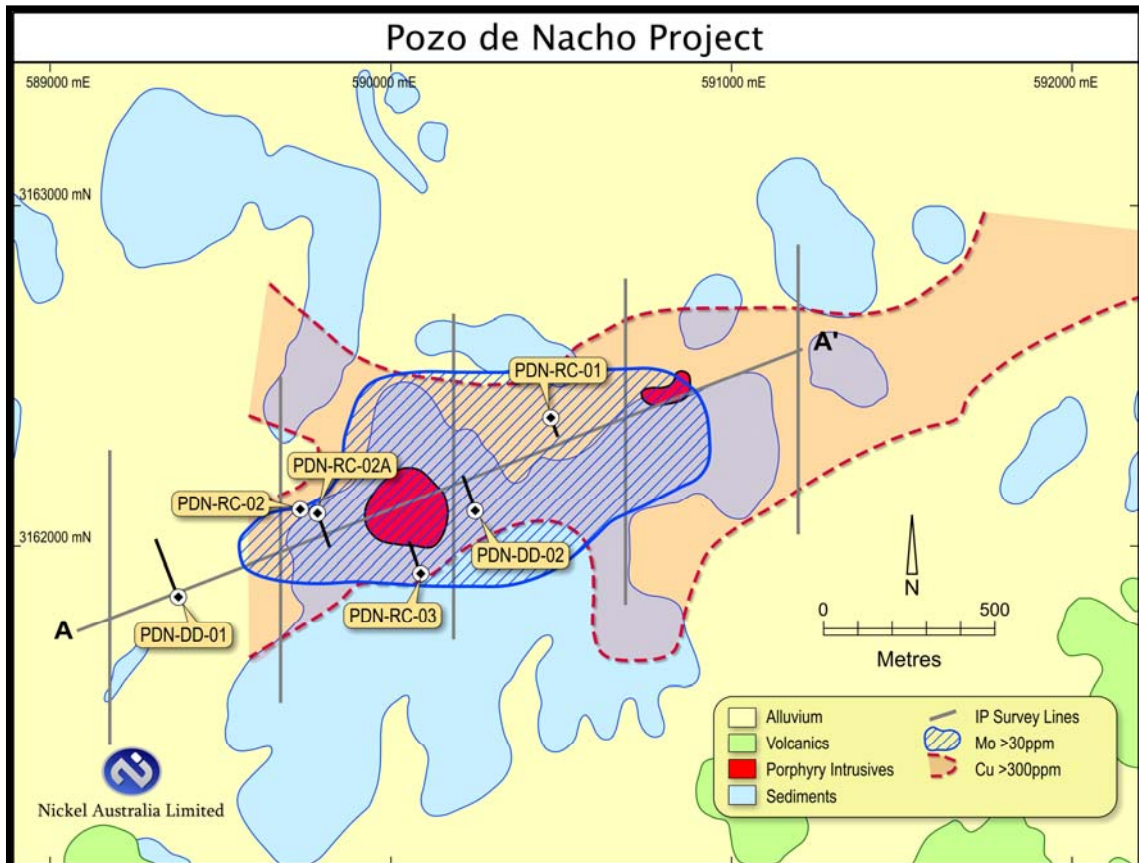 Pozo de Nacho Project
589000 mE
590000 mE
591000 mE
592000 mE
3163000 mN
A'
PDN-RC-01
PDN-RC-02A
PDN-RC-02
3162000 mN
PDN-DD-02
PDN-RC-03
A
PDN-DD-01
N
0 500
Metres
Alluvium
Volcanics
Porphyry Intrusives
Sediments
IP Survey Lines
Mo >30ppm
Cu >300ppm
Nickel Australia Limited